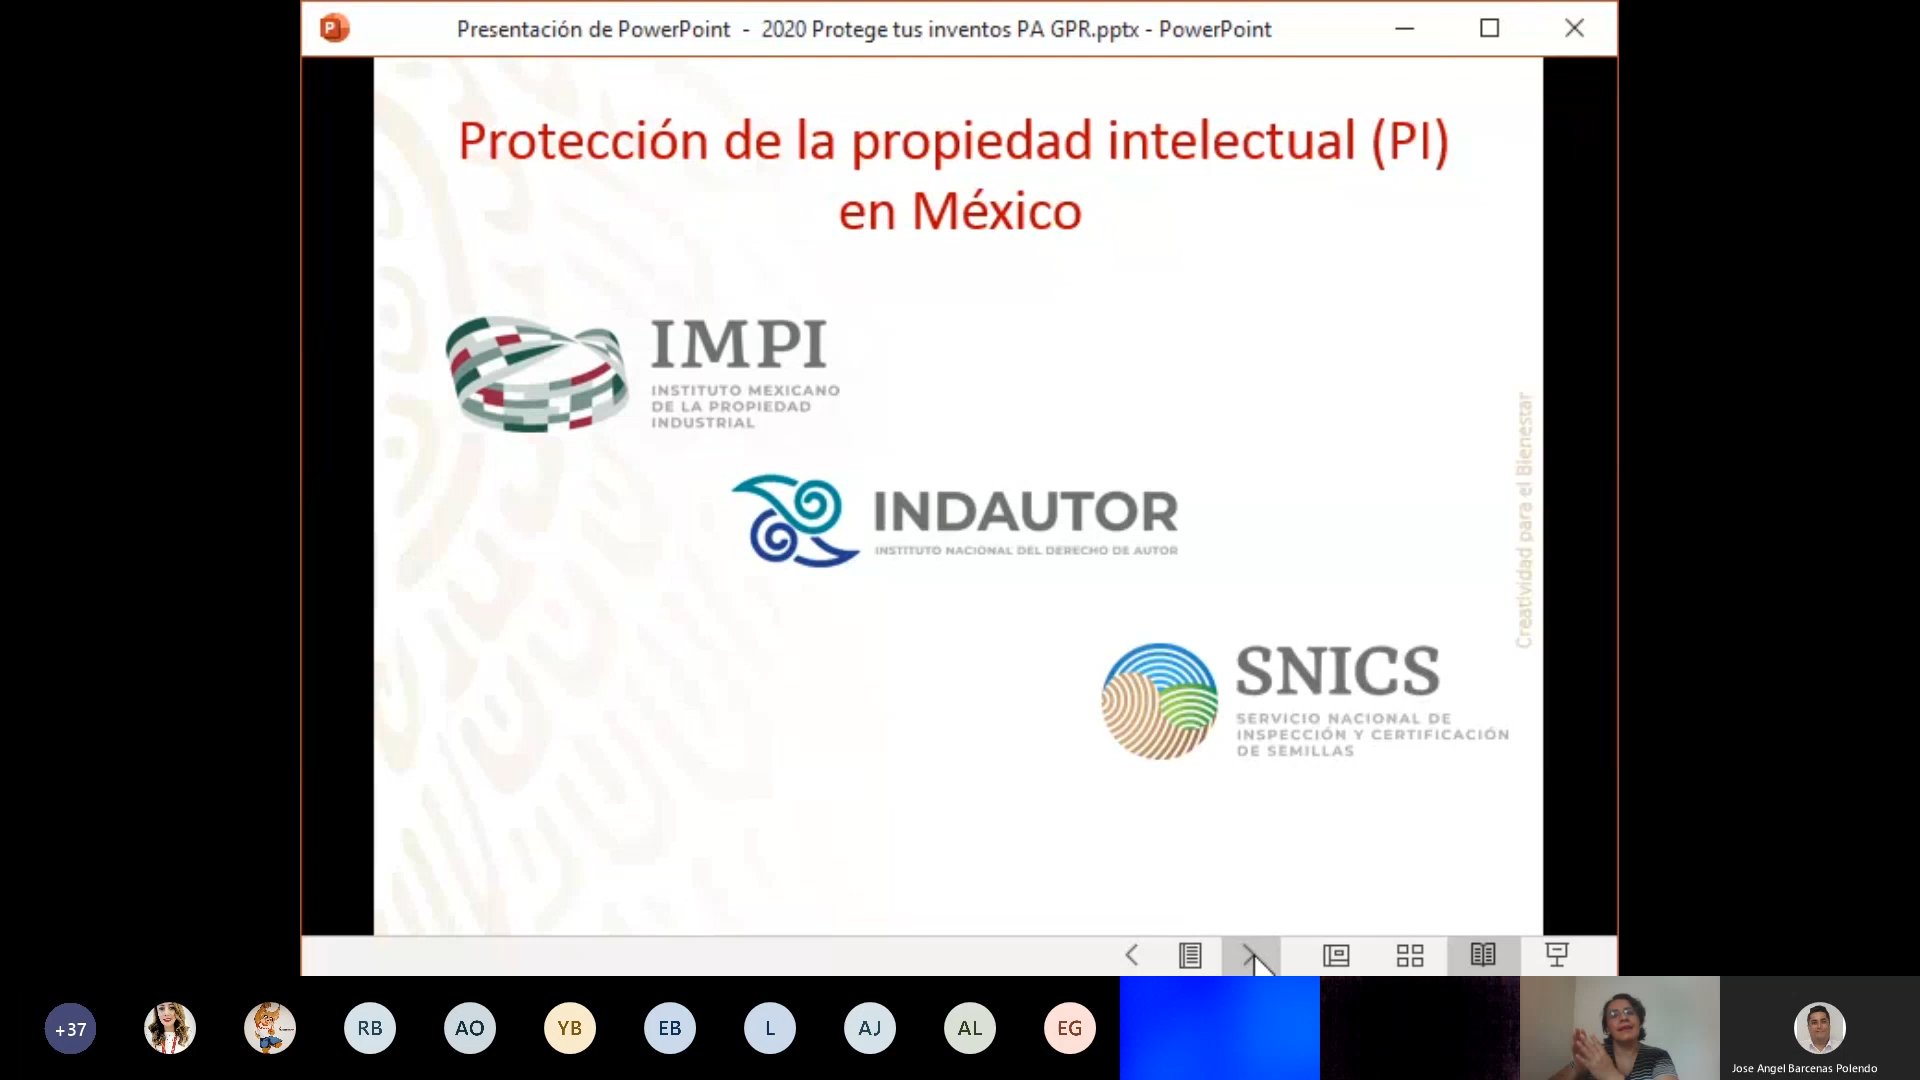 Presentación de PowerPoint - 2020 Protege tus inventos PA GPR.pptx - PowerPoint
Protección de la propiedad intelectual (PI)
en México
IMPI
INSTITUTO MEXICANO
DE LA PROPIEDAD
INDUSTRIAL
INDAUTOR
INSTITUTO NACIONAL DEL DERECHO DE AUTOR
Creatividad para el Bienestar
SNICS
SERVICIO NACIONAL DE
INSPECCIÓN Y CERTIFICACIÓN
DE SEMILLAS
+37
RB
AO
YB
EB
L
AJ
AL
EG
Jose Angel Barcenas Polendo